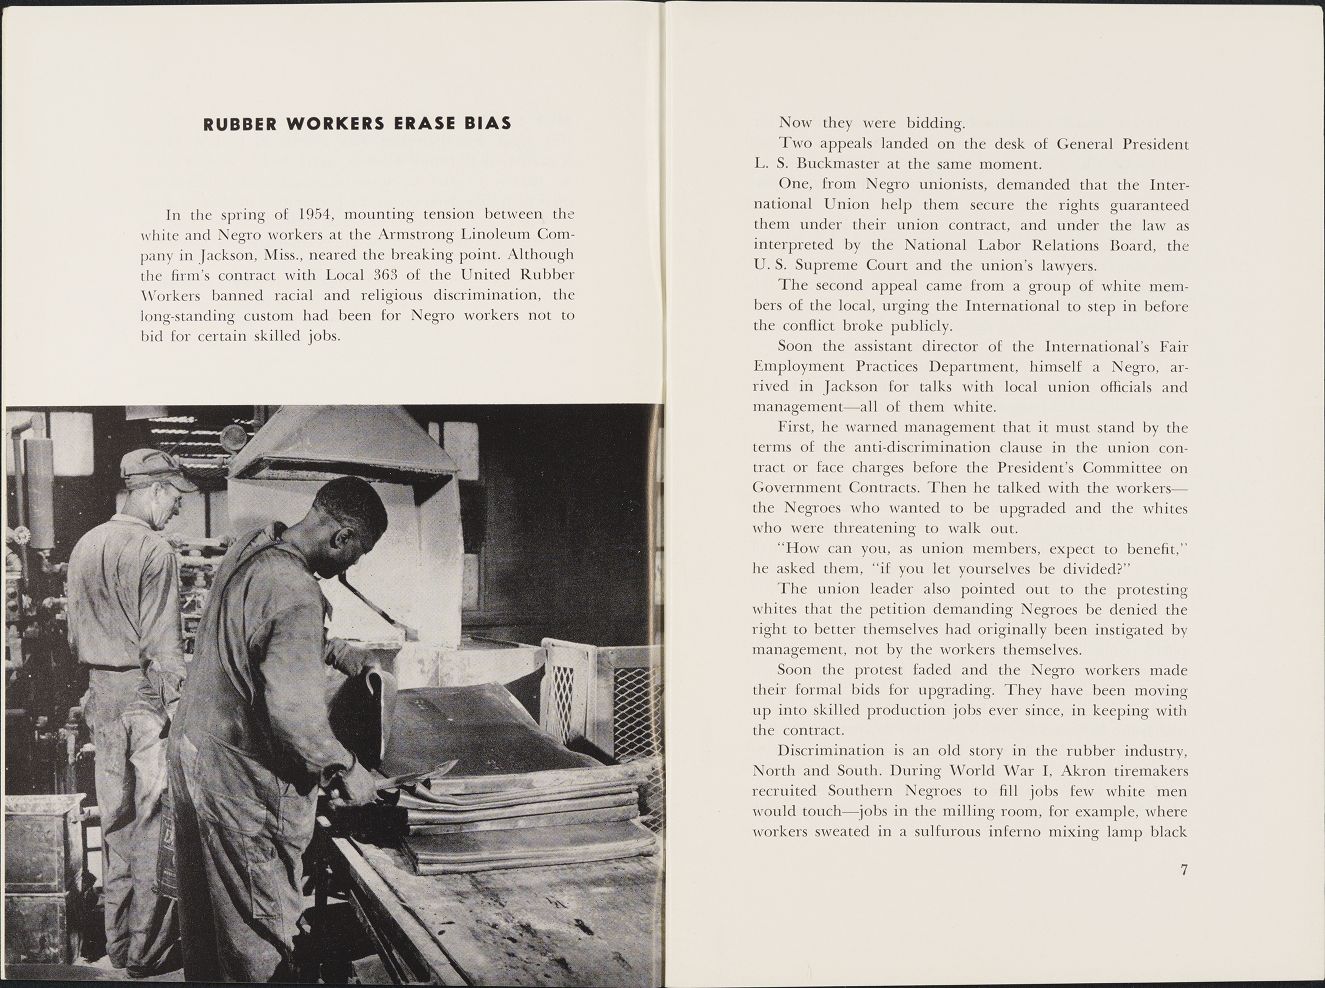 RUBBER WORKERS ERASE BIAS
In the spring of 1954, mounting tension between the
white and Negro workers at the Armstrong Linoleum Com-
pany in Jackson, Miss., neared the breaking point. Although
the firm's contract with Local 363 of the United Rubber
Workers banned racial and religious discrimination, the
long-standing custom had been for Negro workers not to
bid for certain skilled jobs.
Now they were bidding.
Two appeals landed on the desk of General President
L. S. Buckmaster at the same moment.
One, from Negro unionists, demanded that the Inter-
national Union help them secure the rights guaranteed
them under their union contract, and under the law as
interpreted by the National Labor Relations Board, the
U. S. Supreme Court and the union's lawyers.
The second appeal came from a group of white mem-
bers of the local, urging the International to step in before
the conflict broke publicly.
Soon the assistant director of the International's Fair
Employment Practices Department, himself a Negro, ar-
rived in Jackson for talks with local union officials and
management—all of them white.
First, he warned management that it must stand by the
terms of the anti-discrimination clause in the union con-
tract or face charges before the President's Committee on
Government Contracts. Then he talked with the workers—
the Negroes who wanted to be upgraded and the whites
who were threatening to walk out.
"How can you, as union members, expect to benefit,"
he asked them, "if you let yourselves be divided?"
The union leader also pointed out to the protesting
whites that the petition demanding Negroes be denied the
right to better themselves had originally been instigated by
management, not by the workers themselves.
Soon the protest faded and the Negro workers made
their formal bids for upgrading. They have been moving
up into skilled production jobs ever since, in keeping with
the contract.
Discrimination is an old story in the rubber industry,
North and South. During World War I, Akron tiremakers
recruited Southern Negroes to fill jobs few white men
would touch—jobs in the milling room, for example, where
workers sweated in a sulfurous inferno mixing lamp black
7